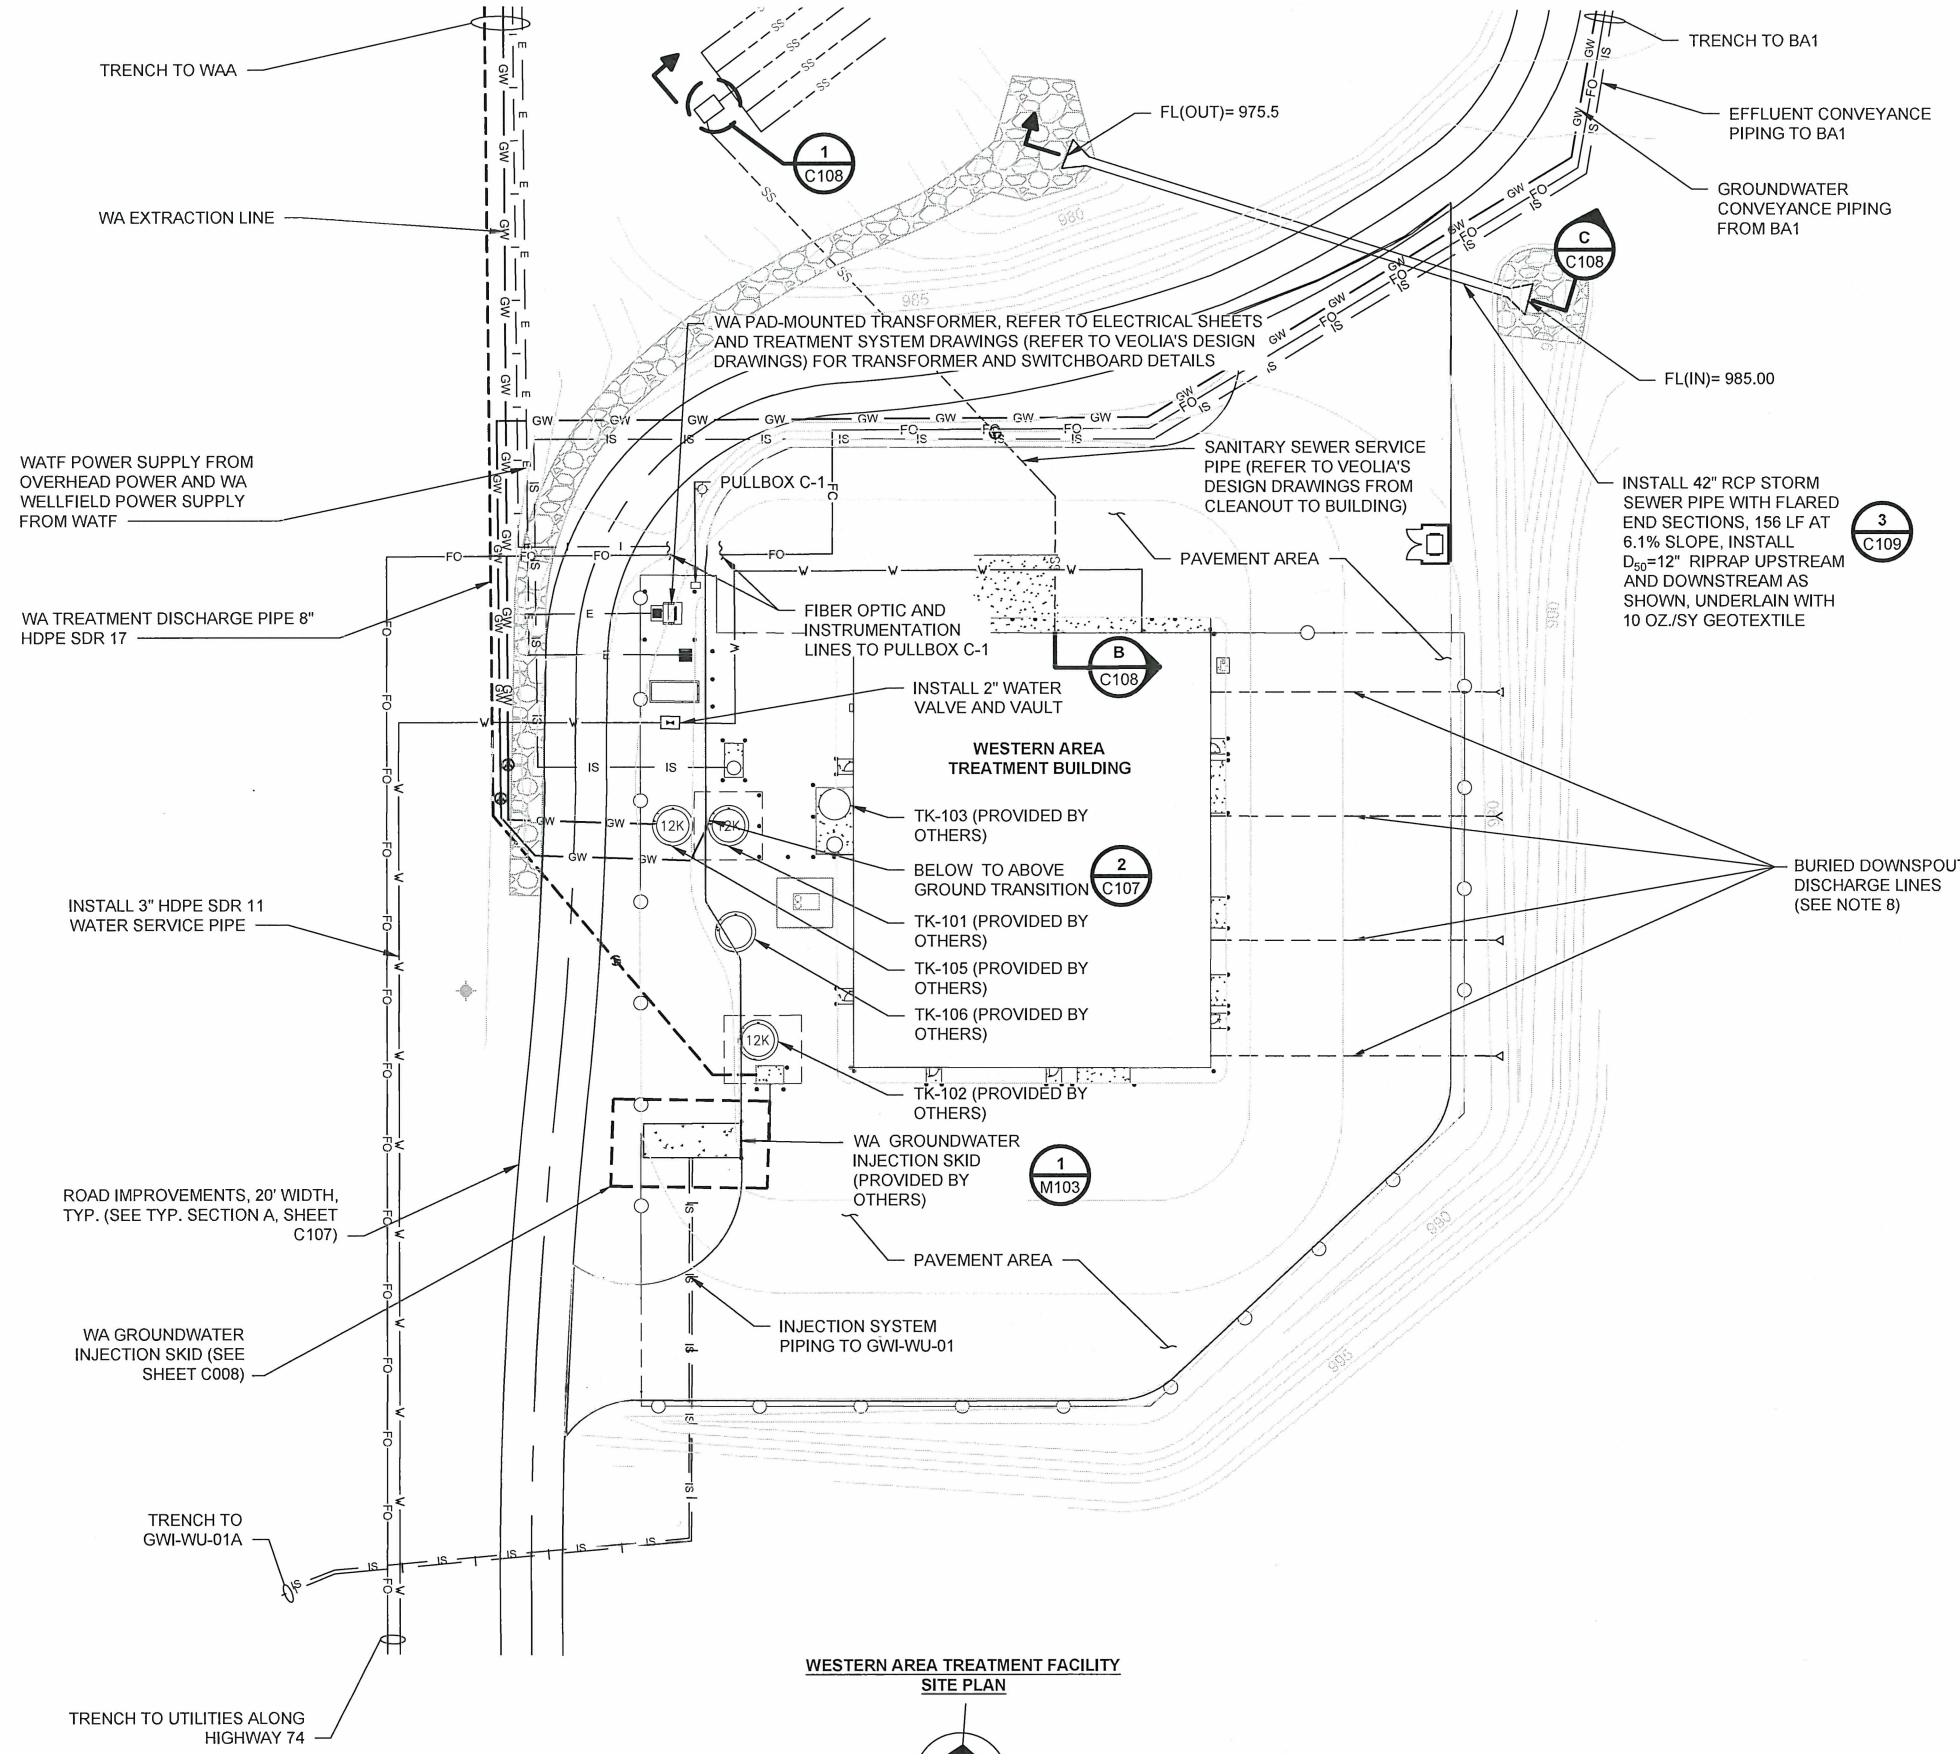 TRENCH TO WAA
TRENCH TO BA1
FL(OUT)= 975.5
EFFLUENT CONVEYANCE
PIPING TO BA1
1
C108
WA EXTRACTION LINE
GROUNDWATER
CONVEYANCE PIPING
FROM BA1
C
C108
980
985
WA PAD-MOUNTED TRANSFORMER, REFER TO ELECTRICAL SHEETS
AND TREATMENT SYSTEM DRAWINGS (REFER TO VEOLIA'S DESIGN
DRAWINGS) FOR TRANSFORMER AND SWITCHBOARD DETAILS
FL(IN)= 985.00
WATF POWER SUPPLY FROM
OVERHEAD POWER AND WA
WELLFIELD POWER SUPPLY
FROM WATF
PULLBOX C-1
SANITARY SEWER SERVICE
PIPE (REFER TO VEOLIA'S
DESIGN DRAWINGS FROM
CLEANOUT TO BUILDING)
INSTALL 42" RCP STORM
SEWER PIPE WITH FLARED
END SECTIONS, 156 LF AT
6.1% SLOPE, INSTALL
D50=12" RIPRAP UPSTREAM
AND DOWNSTREAM AS
SHOWN, UNDERLAIN WITH
10 OZ./SY GEOTEXTILE
3
C109
PAVEMENT AREA
WA TREATMENT DISCHARGE PIPE 8"
HDPE SDR 17
FIBER OPTIC AND
INSTRUMENTATION
LINES TO PULLBOX C-1
B
C108
INSTALL 2" WATER
VALVE AND VAULT
WESTERN AREA
TREATMENT BUILDING
TK-103 (PROVIDED BY
OTHERS)
12K
12K
BELOW TO ABOVE
GROUND TRANSITION
2
C107
TK-101 (PROVIDED BY
OTHERS)
TK-105 (PROVIDED BY
OTHERS)
TK-106 (PROVIDED BY
OTHERS)
12K
TK-102 (PROVIDED BY
OTHERS)
BURIED DOWNSPOUT
DISCHARGE LINES
(SEE NOTE 8)
INSTALL 3" HDPE SDR 11
WATER SERVICE PIPE
WA GROUNDWATER
INJECTION SKID
(PROVIDED BY
OTHERS)
1
M103
ROAD IMPROVEMENTS, 20' WIDTH,
TYP. (SEE TYP. SECTION A, SHEET
C107)
PAVEMENT AREA
990
995
WA GROUNDWATER
INJECTION SKID (SEE
SHEET C008)
INJECTION SYSTEM
PIPING TO GWI-WU-01
TRENCH TO
GWI-WU-01A
WESTERN AREA TREATMENT FACILITY
SITE PLAN
TRENCH TO UTILITIES ALONG
HIGHWAY 74